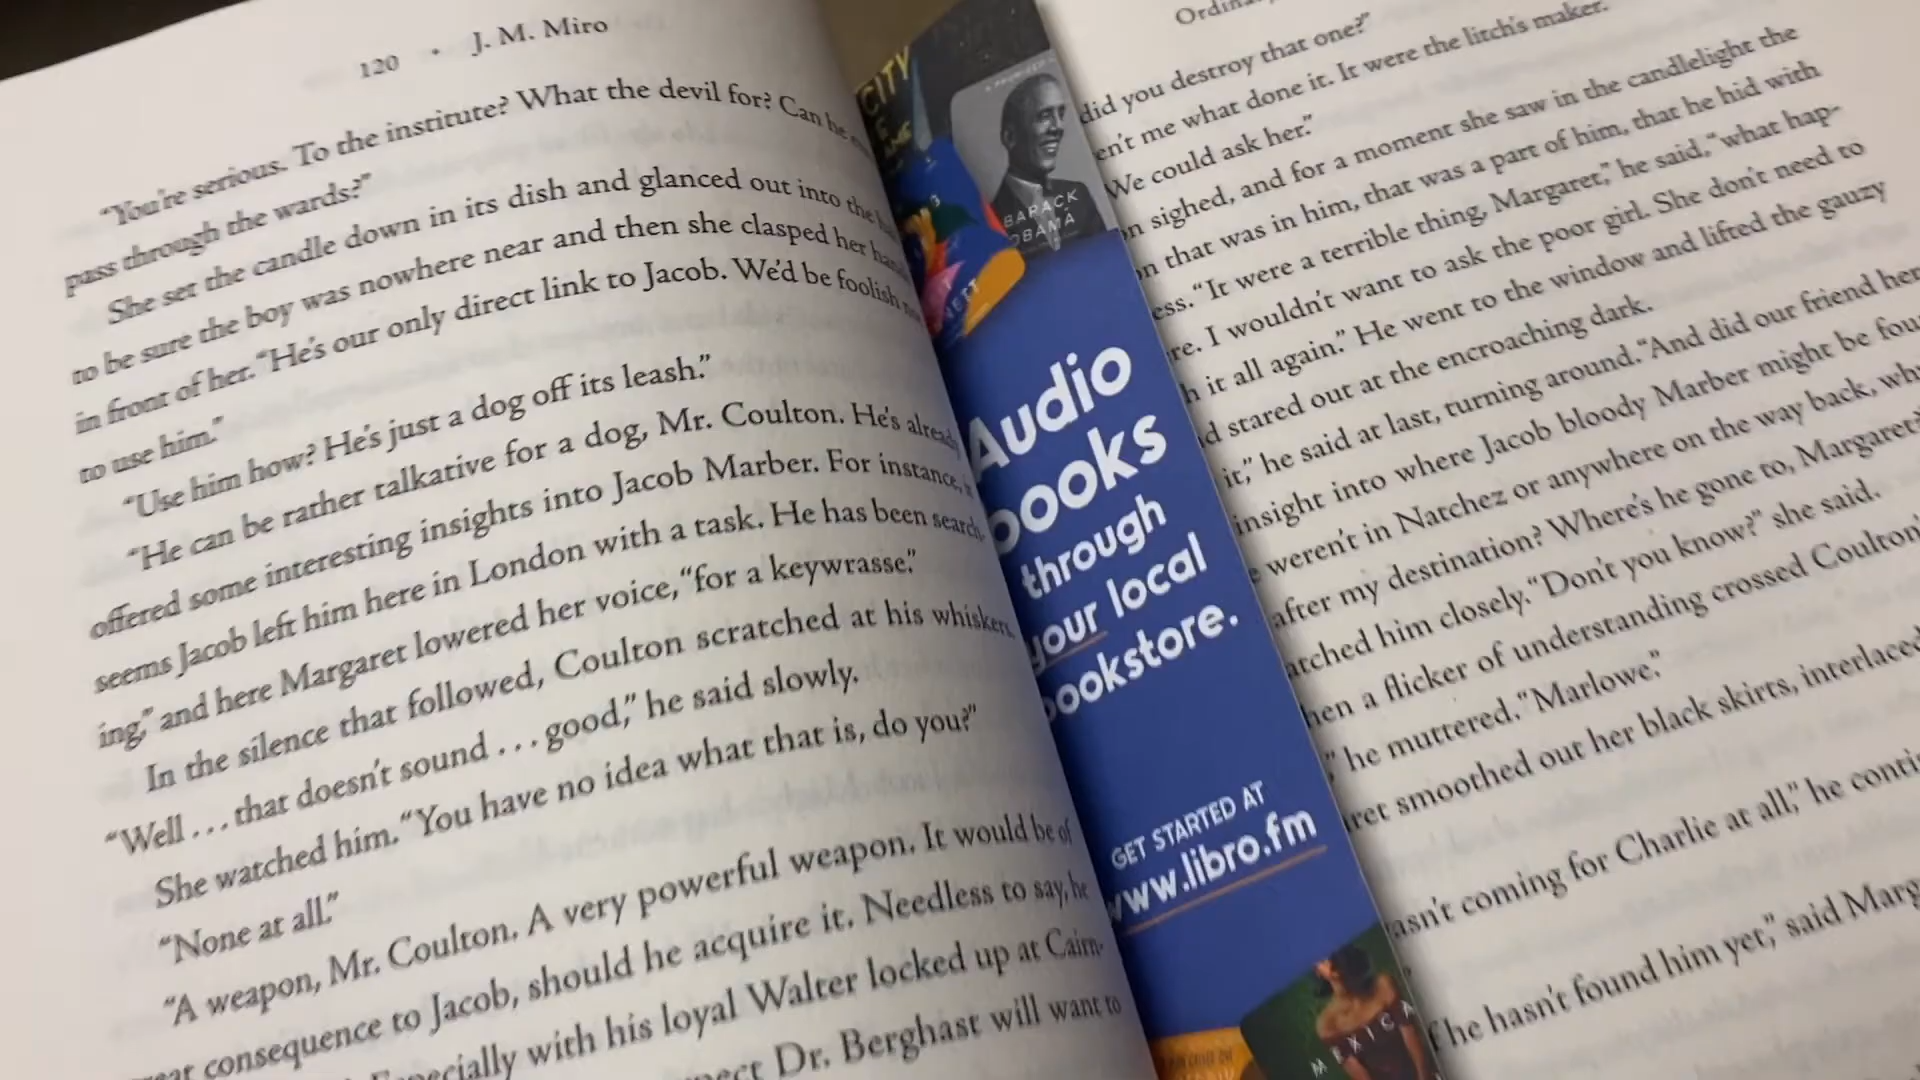 120 • J. M. Miro
"You're serious. To the institute? What the devil for? Can he
pass through the wards?"
She set the candle down in its dish and glanced out into the
to be sure the boy was nowhere near and then she clasped her
in front of her. "He's our only direct link to Jacob. We'd be foolish
to use him."
"Use him how? He's just a dog off its leash."
"He can be rather talkative for a dog, Mr. Coulton. He's already
offered some interesting insights into Jacob Marber. For instance, it
seems Jacob left him here in London with a task. He has been search-
ing," and here Margaret lowered her voice, "for a keywrasse."
In the silence that followed, Coulton scratched at his whiskers.
"Well . . . that doesn't sound . . . good," he said slowly.
She watched him. "You have no idea what that is, do you?"
"None at all."
"A weapon, Mr. Coulton. A very powerful weapon. It would be of
consequence to Jacob, should he acquire it. Needless to say, he
Especially with his loyal Walter locked up at Cairn-
Dr. Berghast will want to
CITY
BARACK
OBAMA
Audio
books
through
your local
bookstore.
GET STARTED AT
www.libro.fm
MEXICA
did you destroy that one?"
me what done it. It were the litch's maker.
We could ask her."
sighed, and for a moment she saw in the candlelight the
that was in him, that was a part of him, that he hid with
"It were a terrible thing, Margaret," he said, "what hap-
I wouldn't want to ask the poor girl. She don't need to
it all again." He went to the window and lifted the gauzy
stared out at the encroaching dark.
it," he said at last, turning around. "And did our friend
insight into where Jacob bloody Marber might be
weren't in Natchez or anywhere on the way back,
after my destination? Where's he gone to, Margaret?
him closely. "Don't you know?" she said.
a flicker of understanding crossed Coulton's
he muttered. "Marlowe."
smoothed out her black skirts, interlaced
coming for Charlie at all," he
he hasn't found him yet," said